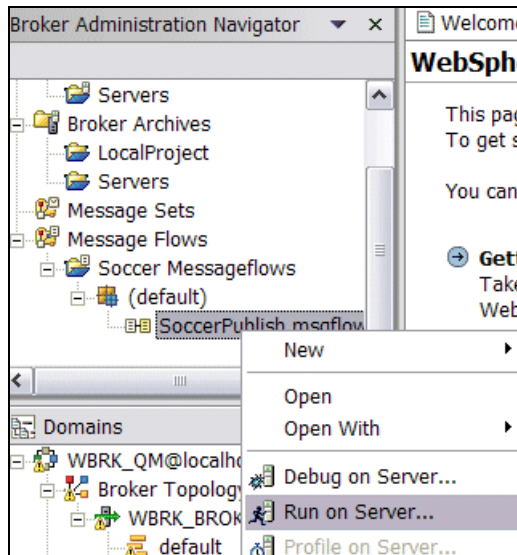 Broker Administration Navigator
Welcome
WebSph
Servers
Broker Archives
LocalProject
Servers
Message Sets
Message Flows
Soccer Messageflows
(default)
SoccerPublish.msgflow
This pag
To get s
You can
Gett
Take
Web
New
Open
Open With
Debug on Server...
Run on Server...
Profile on Server...
Domains
WBRK_QM@localho
Broker Topology
WBRK_BROK
default